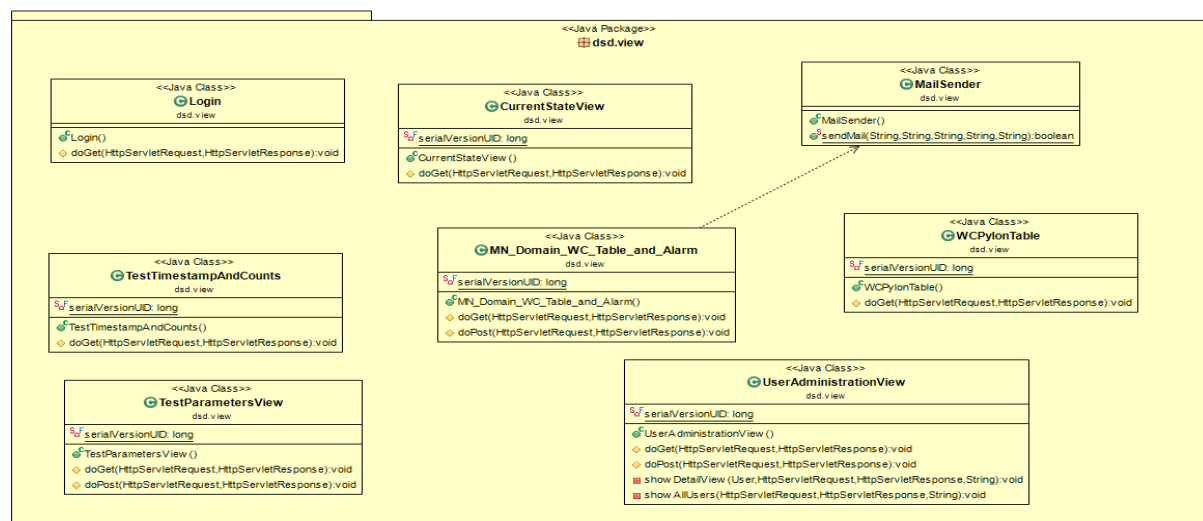 <<Java Package>>
dsd.view
<<Java Class>>
Login
dsd.view
Login()
doGet(HttpServletRequest,HttpServletResponse):void
<<Java Class>>
CurrentStateView
dsd.view
serialVersionUID: long
CurrentStateView()
doGet(HttpServletRequest,HttpServletResponse):void
<<Java Class>>
MailSender
dsd.view
MailSender()
sendMail(String,String,String,String,String):boolean
<<Java Class>>
MN_Domain_WC_Table_and_Alarm
dsd.view
serialVersionUID: long
MN_Domain_WC_Table_and_Alarm()
doGet(HttpServletRequest,HttpServletResponse):void
doPost(HttpServletRequest,HttpServletResponse):void
<<Java Class>>
WCPylonTable
dsd.view
serialVersionUID: long
WCPylonTable()
doGet(HttpServletRequest,HttpServletResponse):void
<<Java Class>>
TestTimestampAndCounts
dsd.view
serialVersionUID: long
TestTimestampAndCounts()
doGet(HttpServletRequest,HttpServletResponse):void
<<Java Class>>
TestParametersView
dsd.view
serialVersionUID: long
TestParametersView()
doGet(HttpServletRequest,HttpServletResponse):void
doPost(HttpServletRequest,HttpServletResponse):void
<<Java Class>>
UserAdministrationView
dsd.view
serialVersionUID: long
UserAdministrationView()
doGet(HttpServletRequest,HttpServletResponse):void
doPost(HttpServletRequest,HttpServletResponse):void
showDetailView(User,HttpServletRequest,HttpServletResponse,String):void
showAllUsers(HttpServletRequest,HttpServletResponse,String):void